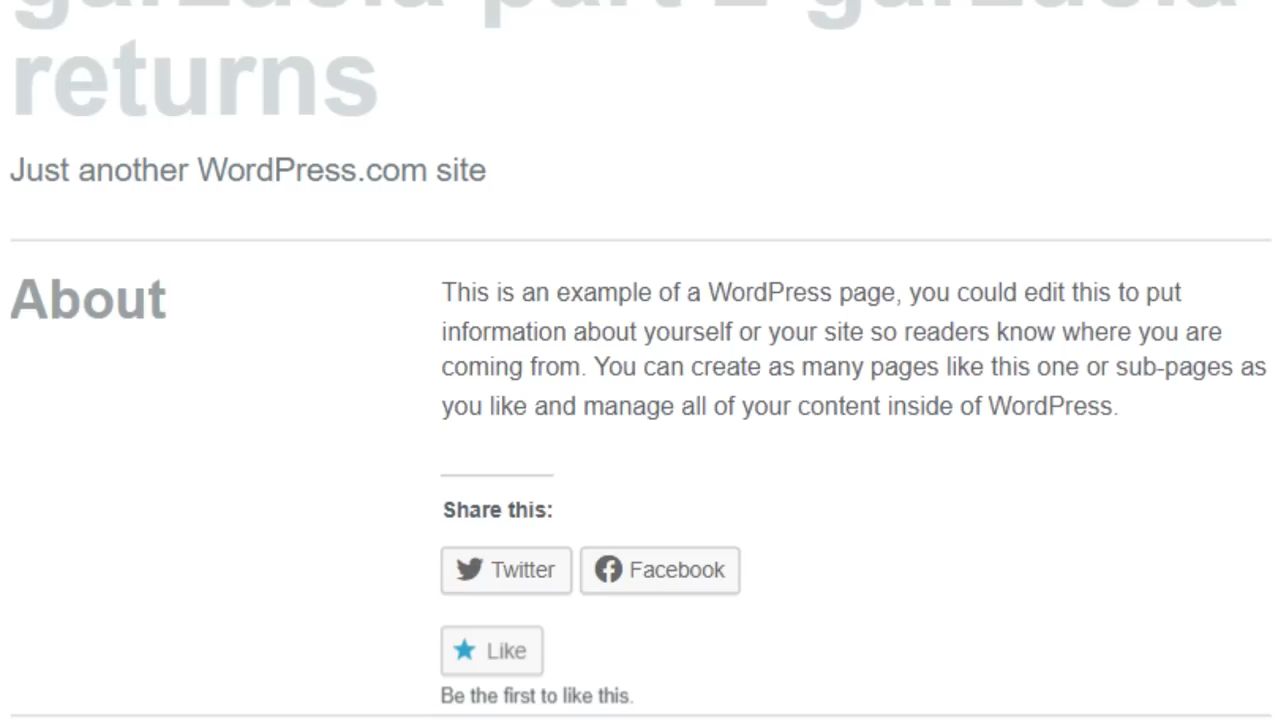 part 2
returns
Just another WordPress.com site
About
This is an example of a WordPress page, you could edit this to put
information about yourself or your site so readers know where you are
coming from. You can create as many pages like this one or sub-pages as
you like and manage all of your content inside of WordPress.
Share this:
Twitter
Facebook
Like
Be the first to like this.